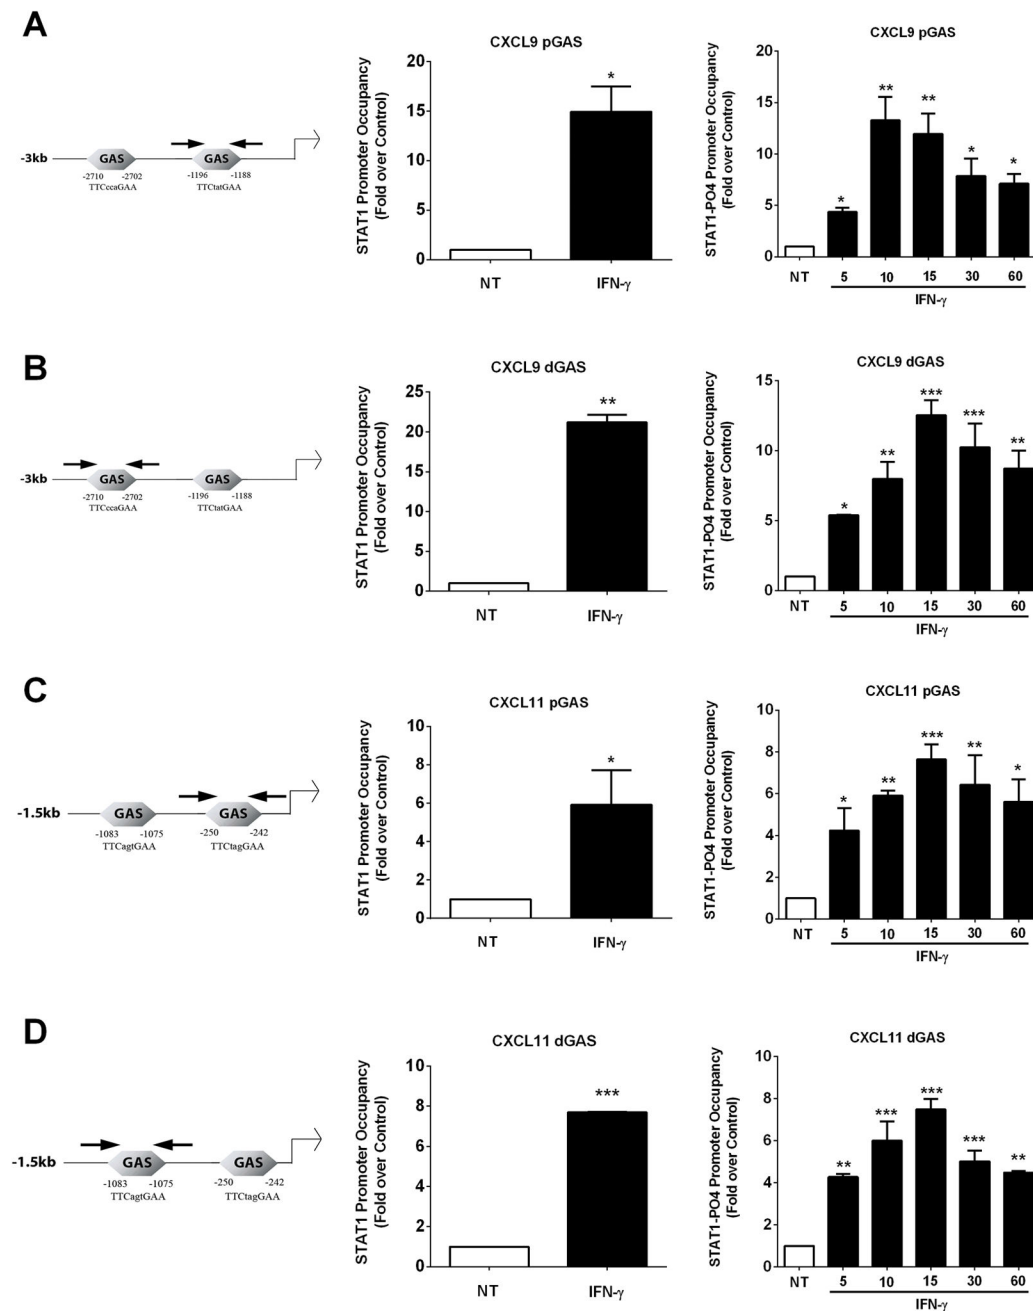 A
-3kb
GAS
GAS
-2710 -2702
-1196 -1188
TTCccaGAA
TTCtatGAA
CXCL9 pGAS
STAT1 Promoter Occupancy
(Fold over Control)
20
15
10
5
0
NT
IFN-γ
*
CXCL9 pGAS
STAT1-PO4 Promoter Occupancy
(Fold over Control)
20
15
10
5
0
*
**
**
*
*
NT 5 10 15 30 60
IFN-γ
B
-3kb
GAS
GAS
-2710 -2702
-1196 -1188
TTCccaGAA
TTCtatGAA
CXCL9 dGAS
STAT1 Promoter Occupancy
(Fold over Control)
25
20
15
10
5
0
NT
IFN-γ
**
CXCL9 dGAS
STAT1-PO4 Promoter Occupancy
(Fold over Control)
15
10
5
0
*
**
***
***
**
NT 5 10 15 30 60
IFN-γ
C
-1.5kb
GAS
GAS
-1083 -1075
-250 -242
TTCagtGAA
TTCtagGAA
CXCL11 pGAS
STAT1 Promoter Occupancy
(Fold over Control)
10
8
6
4
2
0
NT
IFN-γ
*
CXCL11 pGAS
STAT1-PO4 Promoter Occupancy
(Fold over Control)
10
8
6
4
2
0
*
**
***
**
*
NT 5 10 15 30 60
IFN-γ
D
-1.5kb
GAS
GAS
-1083 -1075
-250 -242
TTCagtGAA
TTCtagGAA
CXCL11 dGAS
STAT1 Promoter Occupancy
(Fold over Control)
10
8
6
4
2
0
NT
IFN-γ
***
CXCL11 dGAS
STAT1-PO4 Promoter Occupancy
(Fold over Control)
10
8
6
4
2
0
**
***
***
***
**
NT 5 10 15 30 60
IFN-γ